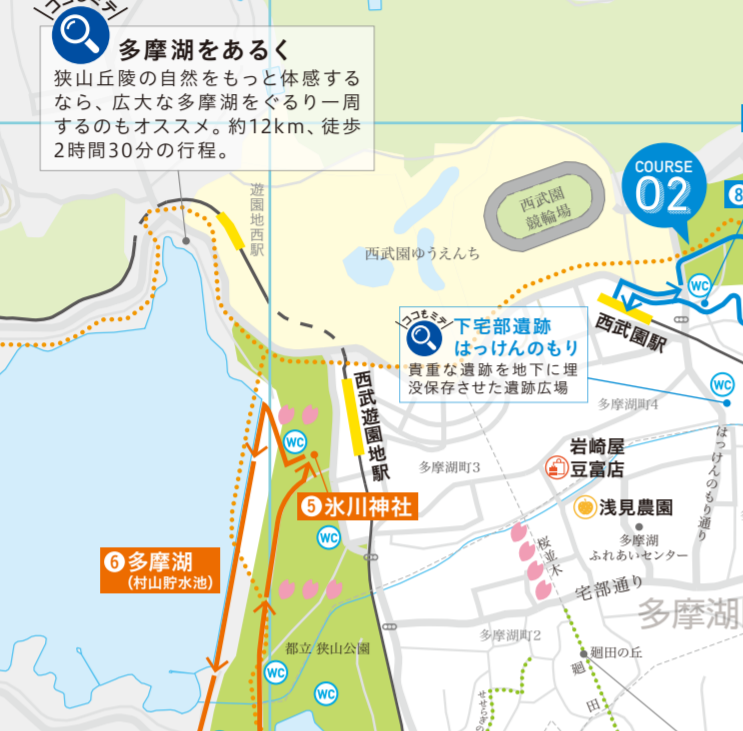 ココもミテ
多摩湖をあるく
狭山丘陵の自然をもっと体感する
なら、広大な多摩湖をぐるり一周
するのもオススメ。約12km、徒歩
2時間30分の行程。
遊園地西駅
西武園
競輪場
西武園ゆうえんち
COURSE
02
8
WC
西武園駅
ココもミテ
下宅部遺跡
はっけんのもり
貴重な遺跡を地下に埋
没保存させた遺跡広場
WC
多摩湖町4
はっけんのもり通り
西武遊園地駅
WC
多摩湖町3
岩崎屋
豆富店
浅見農園
5 氷川神社
WC
多摩湖
ふれあいセンター
桜並木
宅部通り
6 多摩湖
(村山貯水池)
多摩湖
多摩湖町2
都立 狭山公園
廻田の丘
WC
WC
廻
田